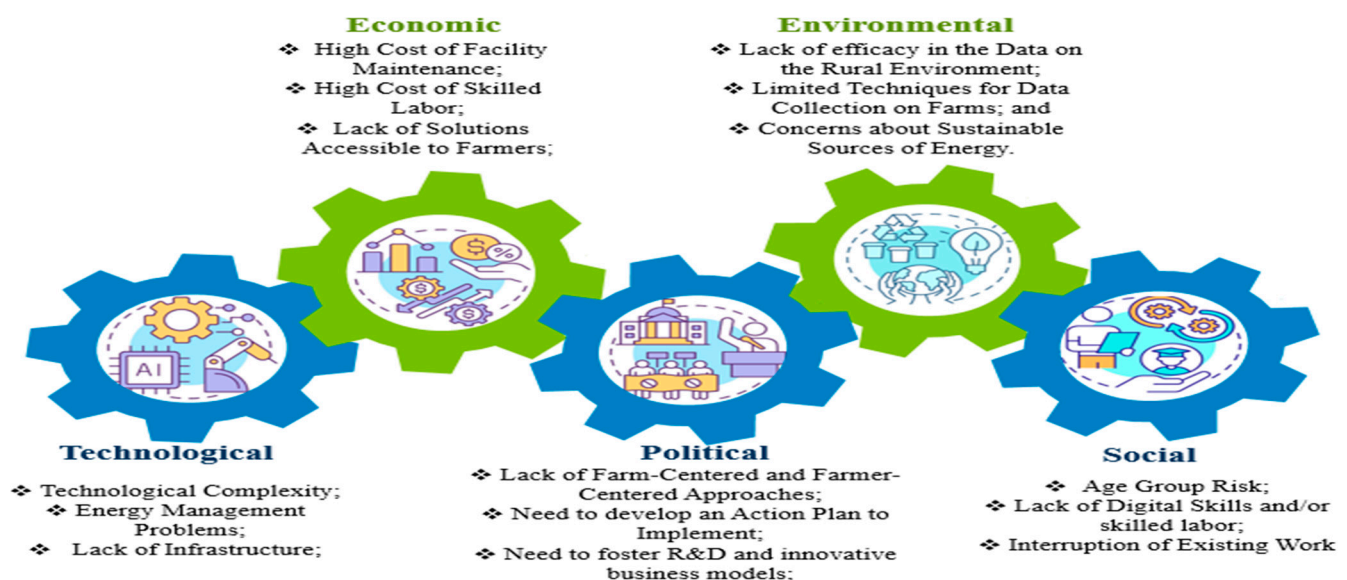 Economic
❖ High Cost of Facility
Maintenance;
❖ High Cost of Skilled
Labor;
❖ Lack of Solutions
Accessible to Farmers;
Environmental
❖ Lack of efficacy in the Data on
the Rural Environment;
❖ Limited Techniques for Data
Collection on Farms; and
❖ Concerns about Sustainable
Sources of Energy.
$
%
$
$
AI
Technological
❖ Technological Complexity;
❖ Energy Management
Problems;
❖ Lack of Infrastructure;
Political
❖ Lack of Farm-Centered and Farmer-
Centered Approaches;
❖ Need to develop an Action Plan to
Implement;
❖ Need to foster R&D and innovative
business models;
Social
❖ Age Group Risk;
❖ Lack of Digital Skills and/or
skilled labor;
❖ Interruption of Existing Work